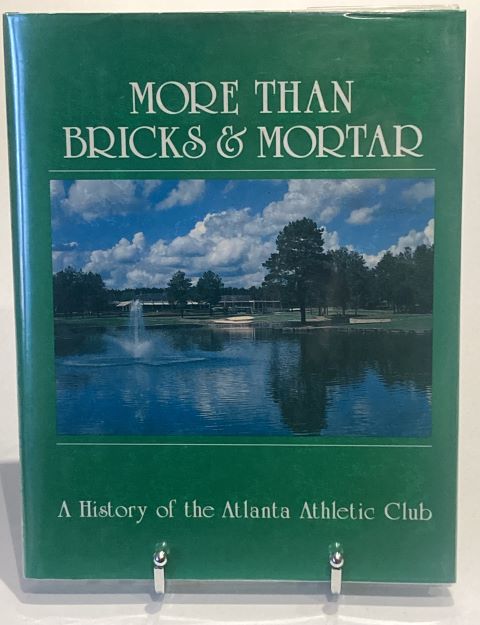 MORE THAN
BRICKS & MORTAR
A History of the Atlanta Athletic Club